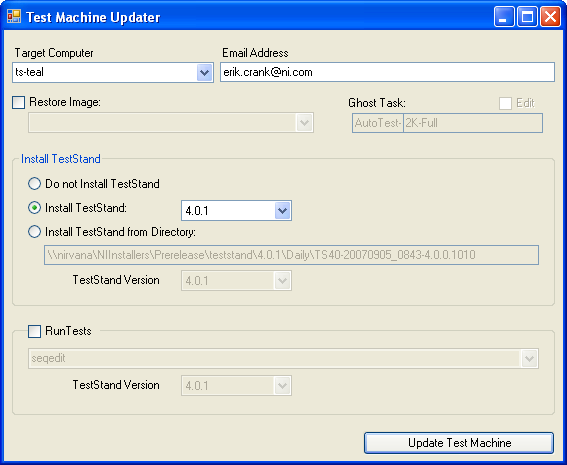 Test Machine Updater
Target Computer Email Address
ts-teal erik.crank@ni.com
Restore Image: Ghost Task: Edit
AutoTest- 2K-Full
Install TestStand
Do not Install TestStand
Install TestStand: 4.0.1
Install TestStand from Directory:
\\nirvana\NIInstallers\Prerelease\teststand\4.0.1\Daily\TS40-20070905_0843-4.0.0.1010
TestStand Version 4.0.1
RunTests
seqedit
TestStand Version 4.0.1
Update Test Machine